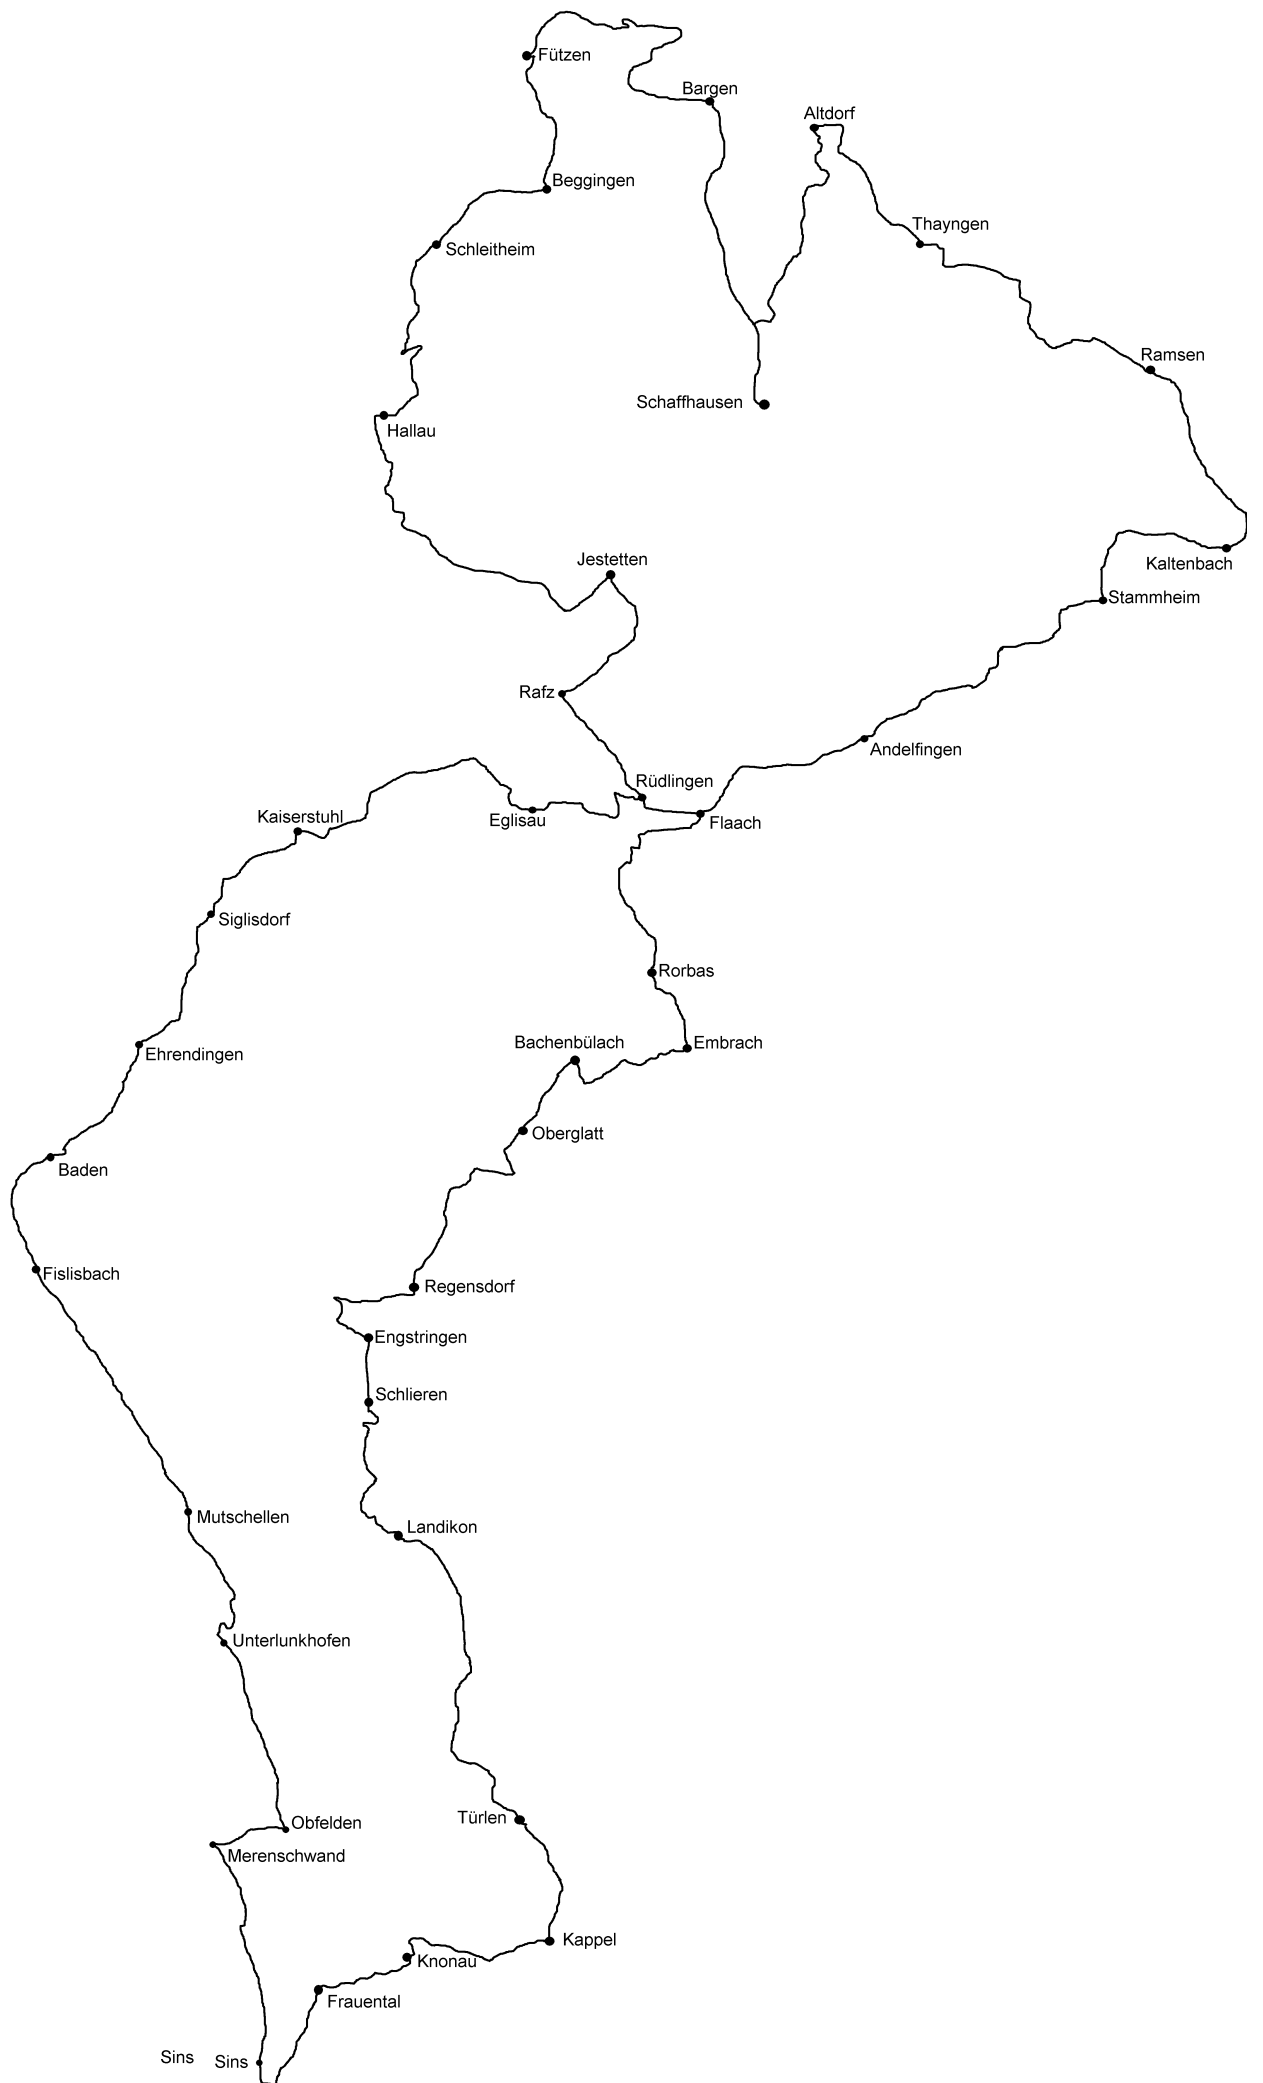 Fützen
Bargen
Altdorf
Beggingen
Thayngen
Schleitheim
Ramsen
Schaffhausen
Hallau
Jestetten
Kaltenbach
Stammheim
Rafz
Andelfingen
Rüdlingen
Kaiserstuhl
Eglisau
Flaach
Siglisdorf
Rorbas
Bachenbülach
Embrach
Ehrendingen
Oberglatt
Baden
Fislisbach
Regensdorf
Engstringen
Schlieren
Mutschellen
Landikon
Unterlunkhofen
Türlen
Obfelden
Merenschwand
Kappel
Knonau
Frauental
Sins Sins